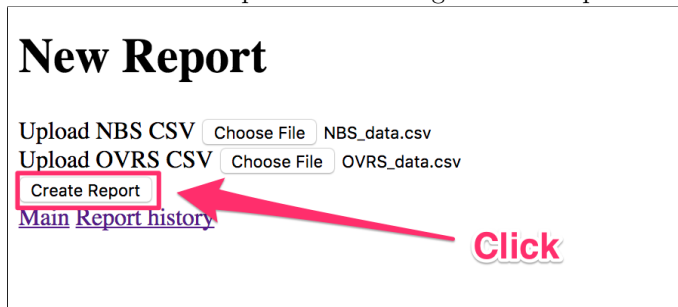 New Report
Upload NBS CSV Choose File NBS_data.csv
Upload OVRS CSV Choose File OVRS_data.csv
Create Report
Main Report history
Click